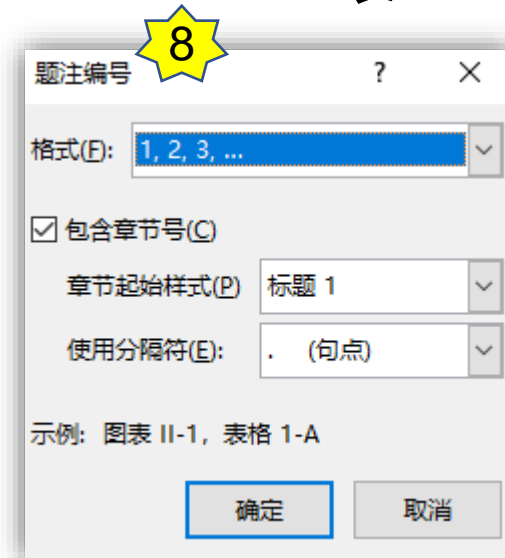 8
题注编号 ? ×
格式(F): 1, 2, 3, ...
包含章节号(C)
章节起始样式(P) 标题 1
使用分隔符(E): . (句点)
示例: 图表 II-1, 表格 1-A
确定 取消